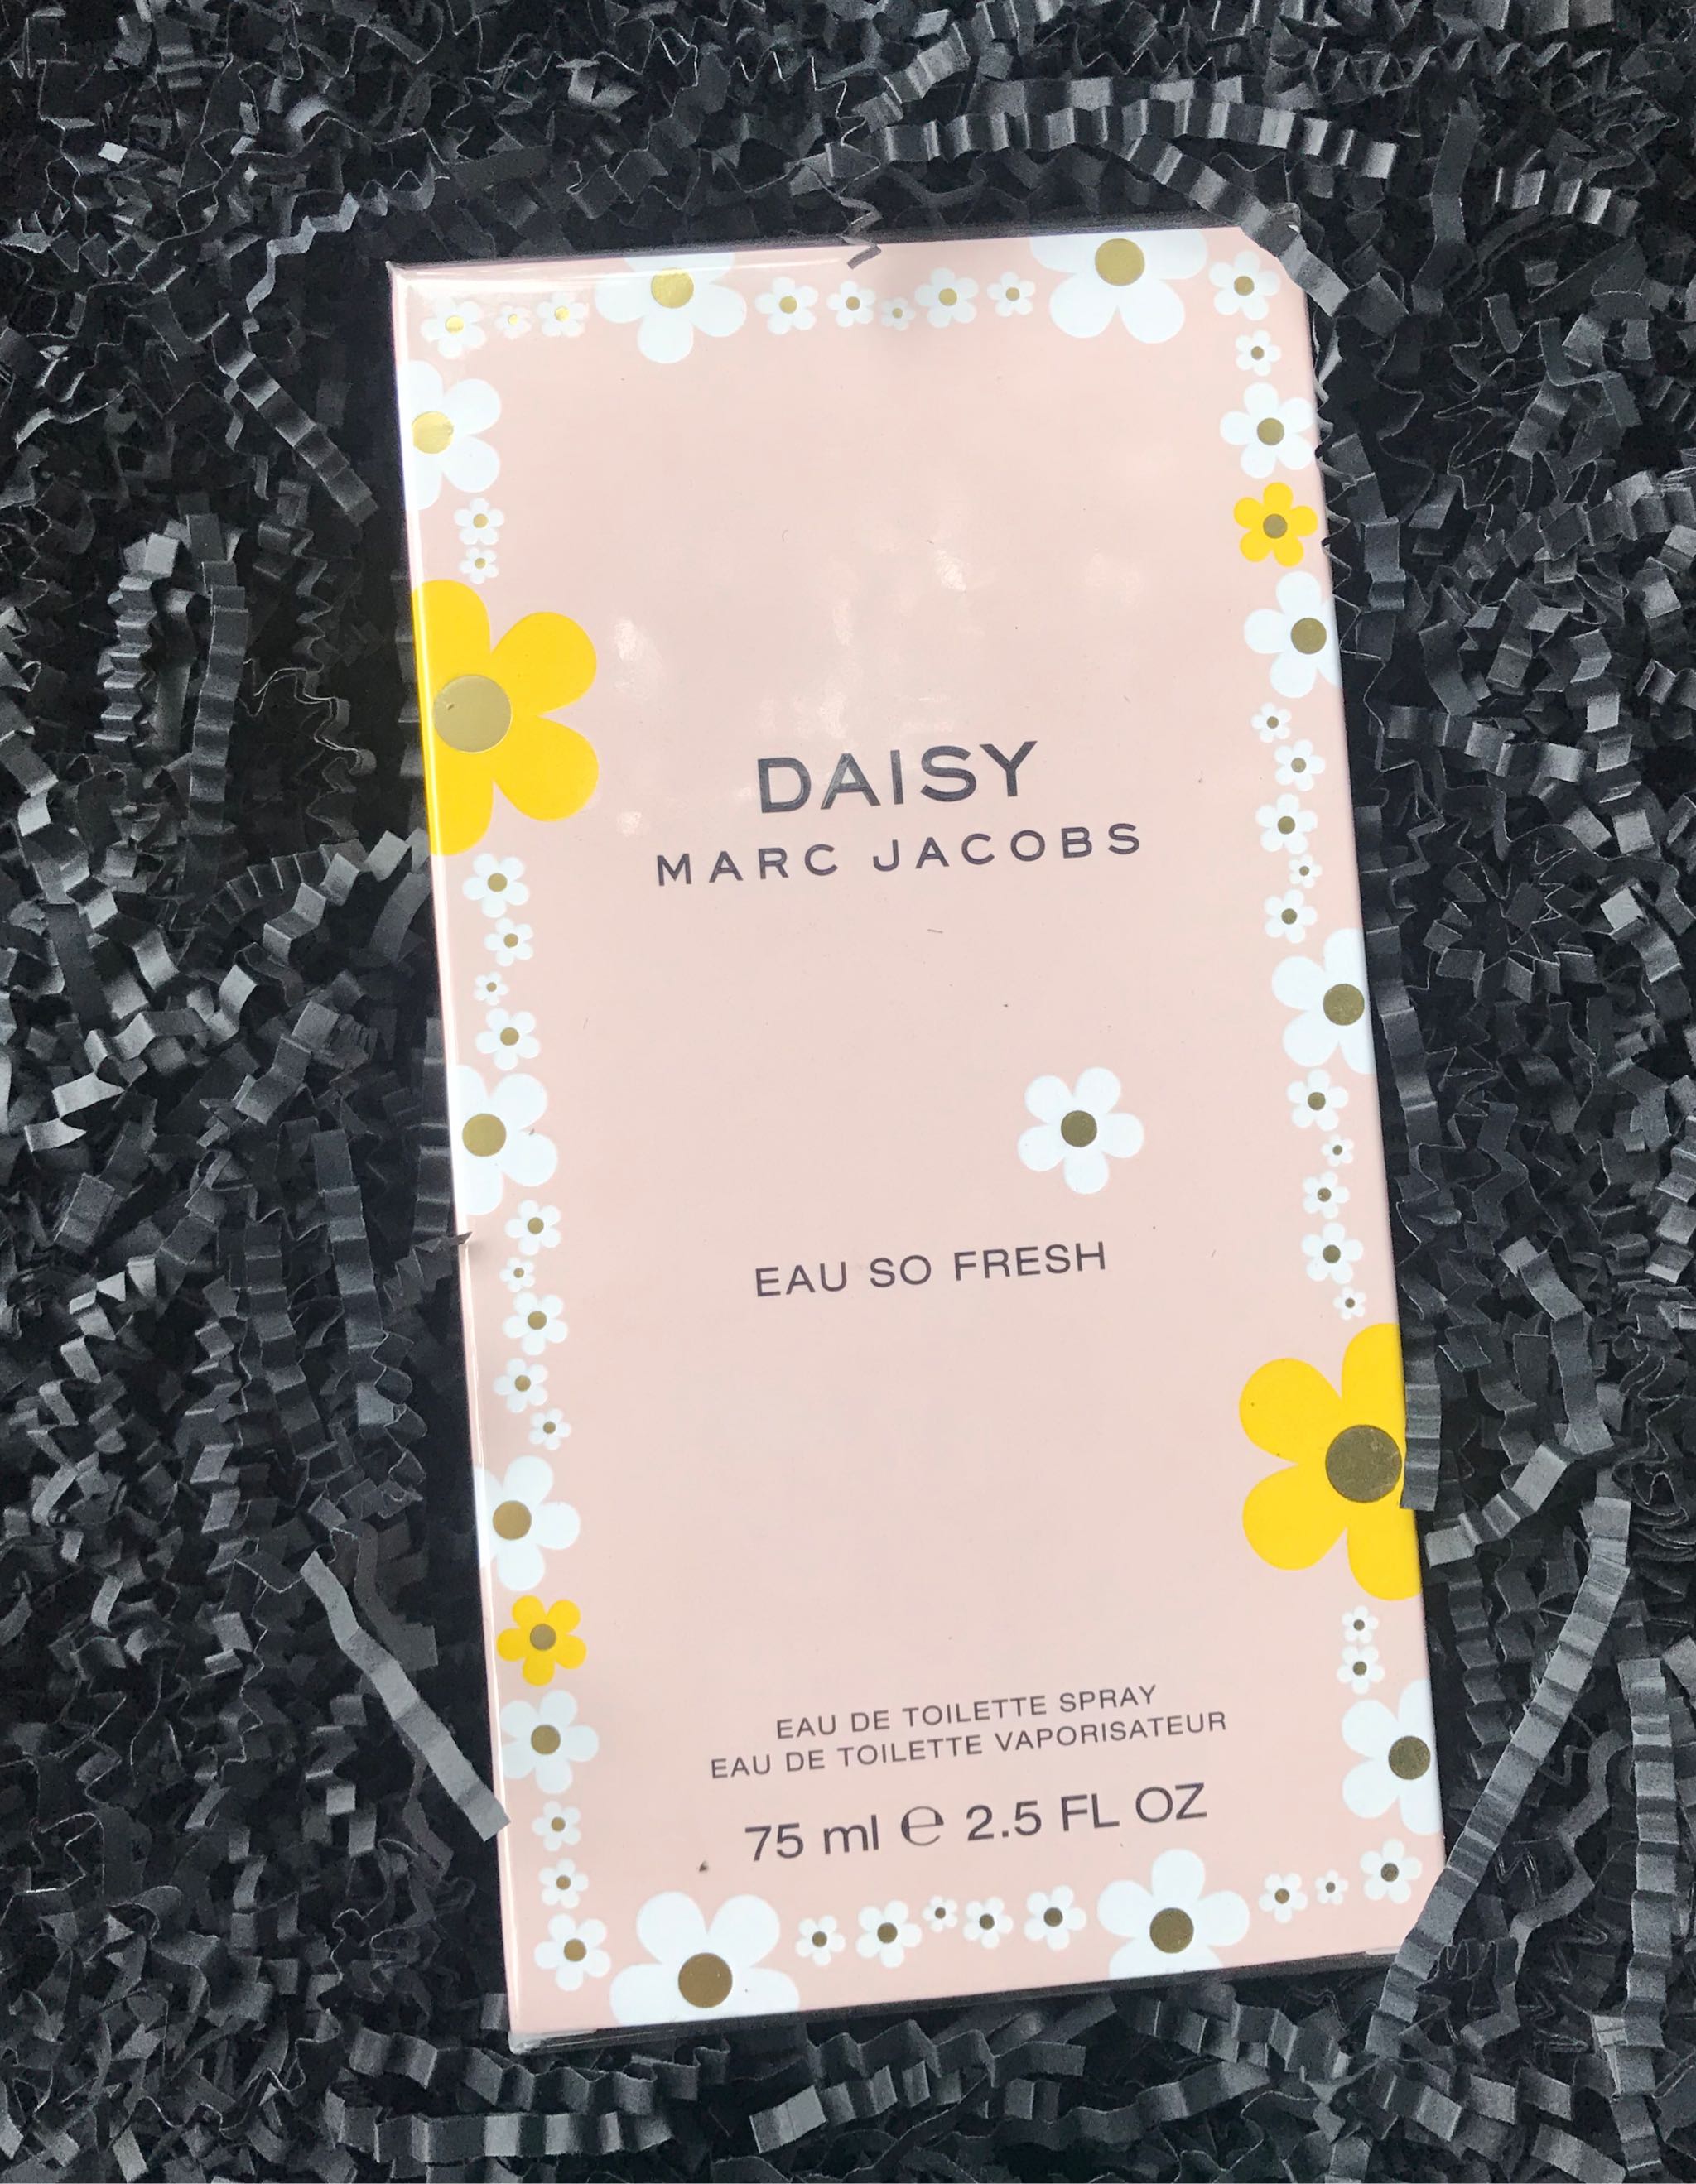 DAISY
MARC JACOBS
EAU SO FRESH
EAU DE TOILETTE SPRAY
EAU DE TOILETTE VAPORISATEUR
75 ml ℮ 2.5 FL OZ